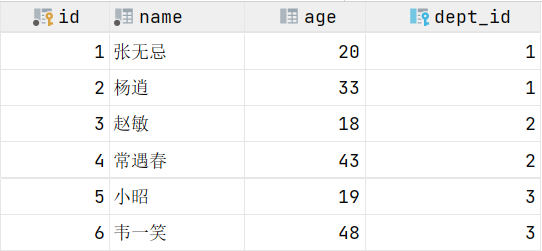 id name age dept_id
1 张无忌 20 1
2 杨逍 33 1
3 赵敏 18 2
4 常遇春 43 2
5 小昭 19 3
6 韦一笑 48 3